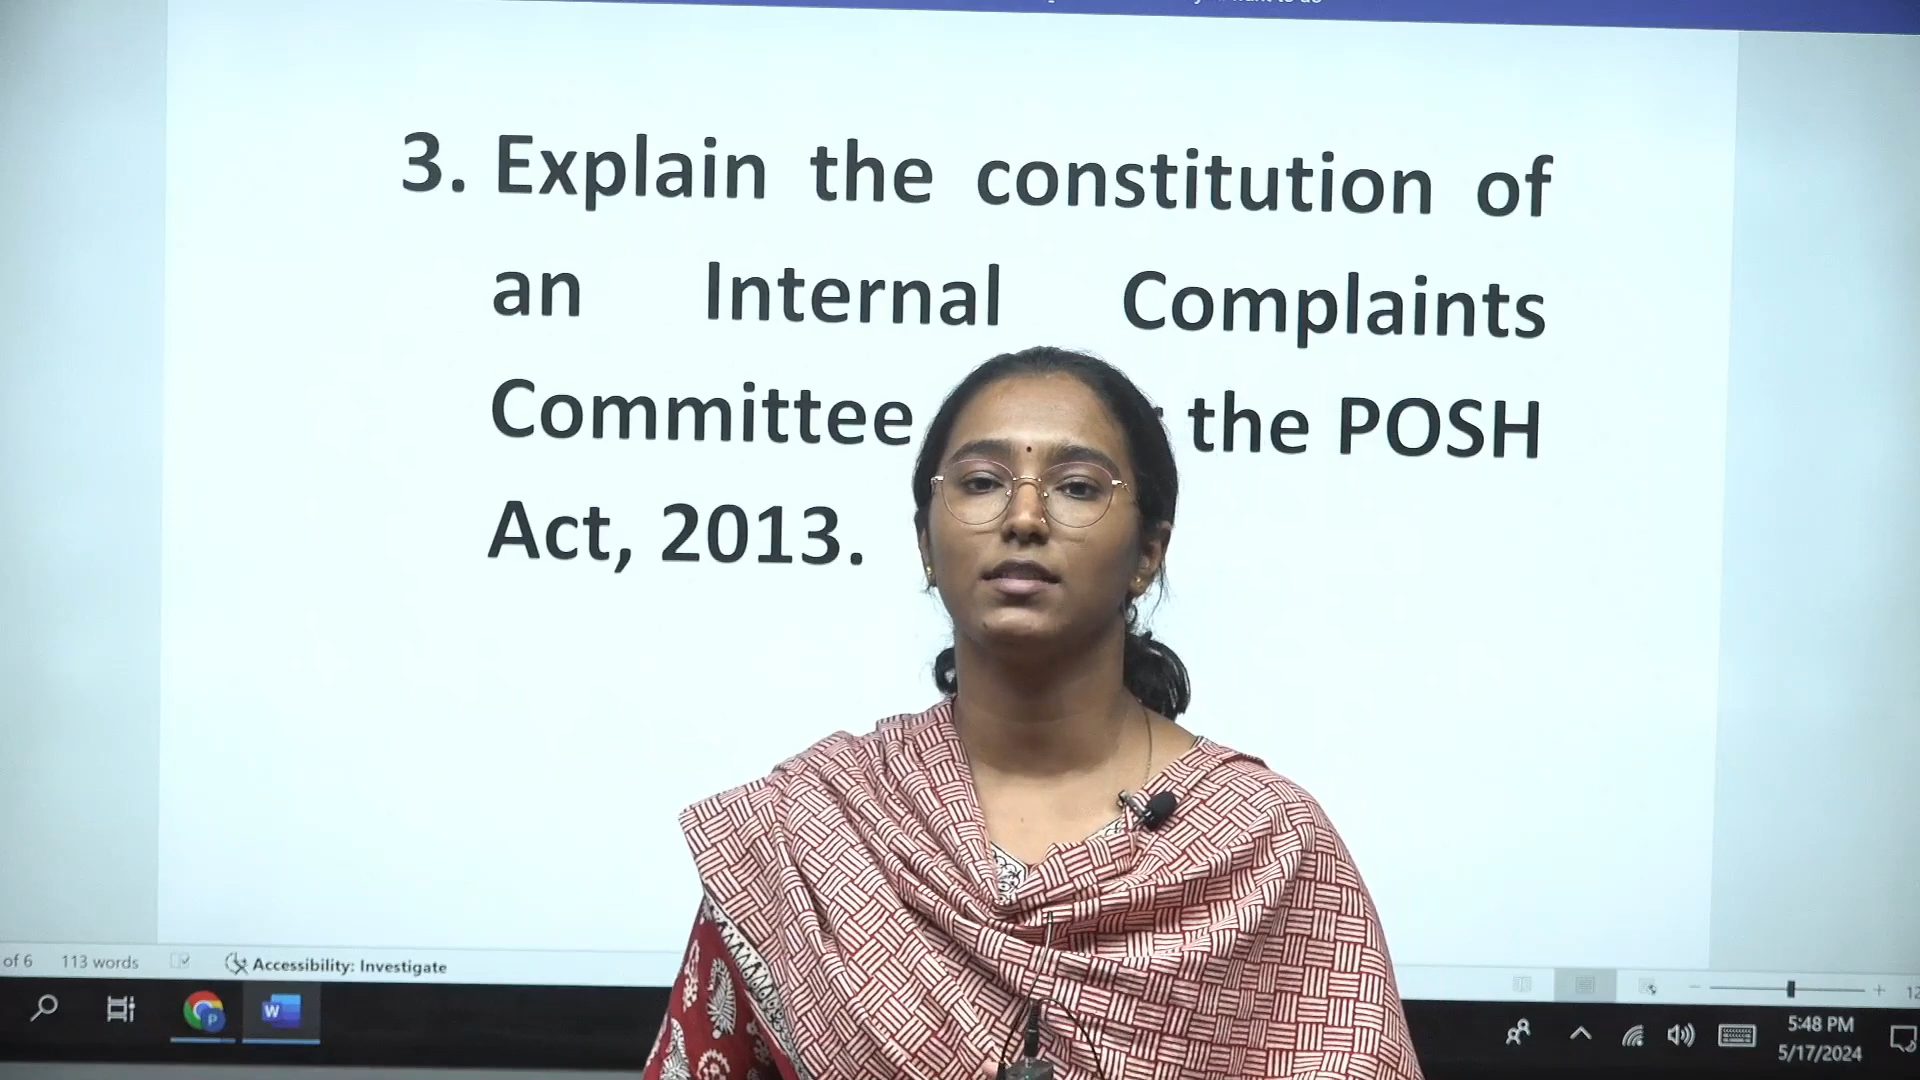 3. Explain the constitution of
an Internal Complaints
Committee the POSH
Act, 2013.
of 6 113 words Accessibility: Investigate
12
W
P
5:48 PM
5/17/2024